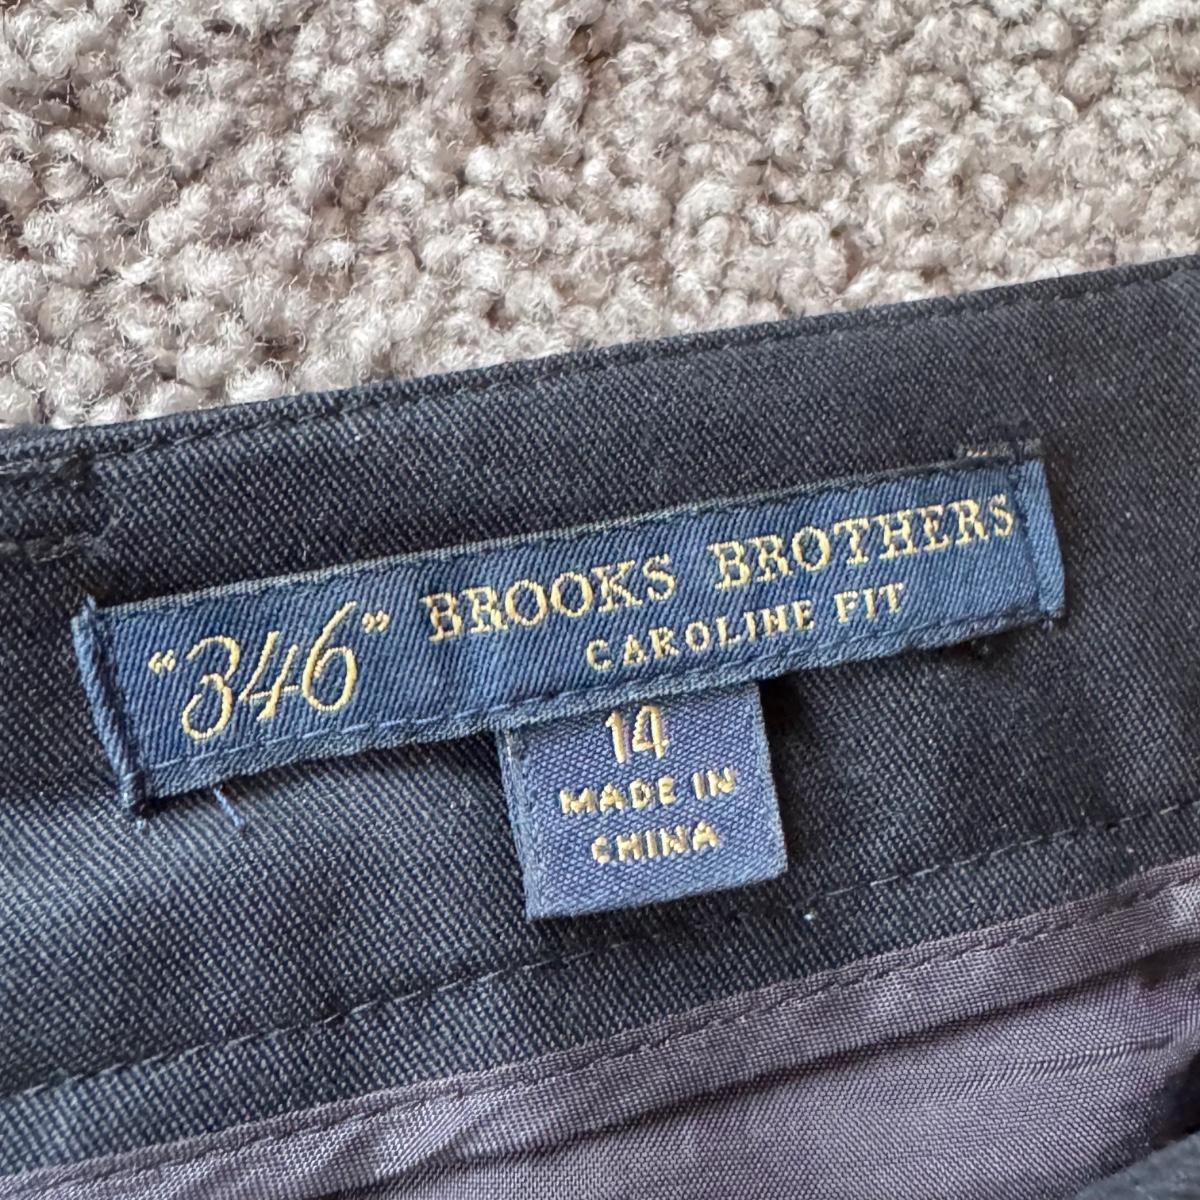 "346" BROOKS BROTHERS
CAROLINE FIT
14
MADE IN
CHINA